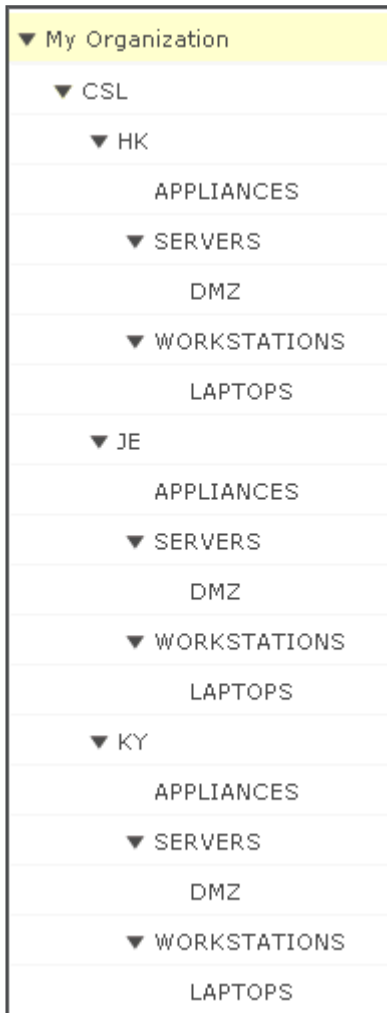 My Organization
CSL
HK
APPLIANCES
SERVERS
DMZ
WORKSTATIONS
LAPTOPS
JE
APPLIANCES
SERVERS
DMZ
WORKSTATIONS
LAPTOPS
KY
APPLIANCES
SERVERS
DMZ
WORKSTATIONS
LAPTOPS